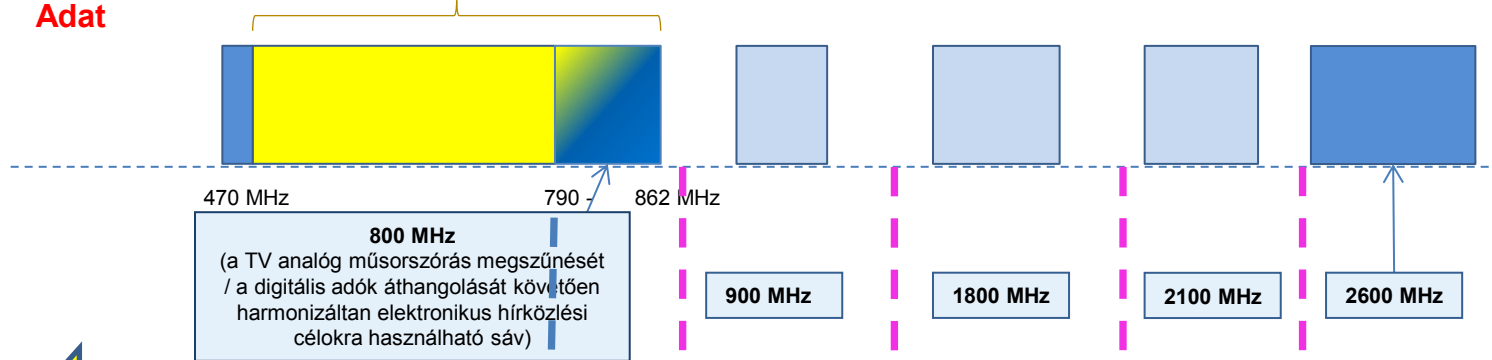 Adat
470 MHz
790 - 862 MHz
800 MHz
(a TV analóg műsorszórás megszűnését
/ a digitális adók áthangolását követően
harmonizáltan elektronikus hírközlési
célokra használható sáv)
900 MHz
1800 MHz
2100 MHz
2600 MHz